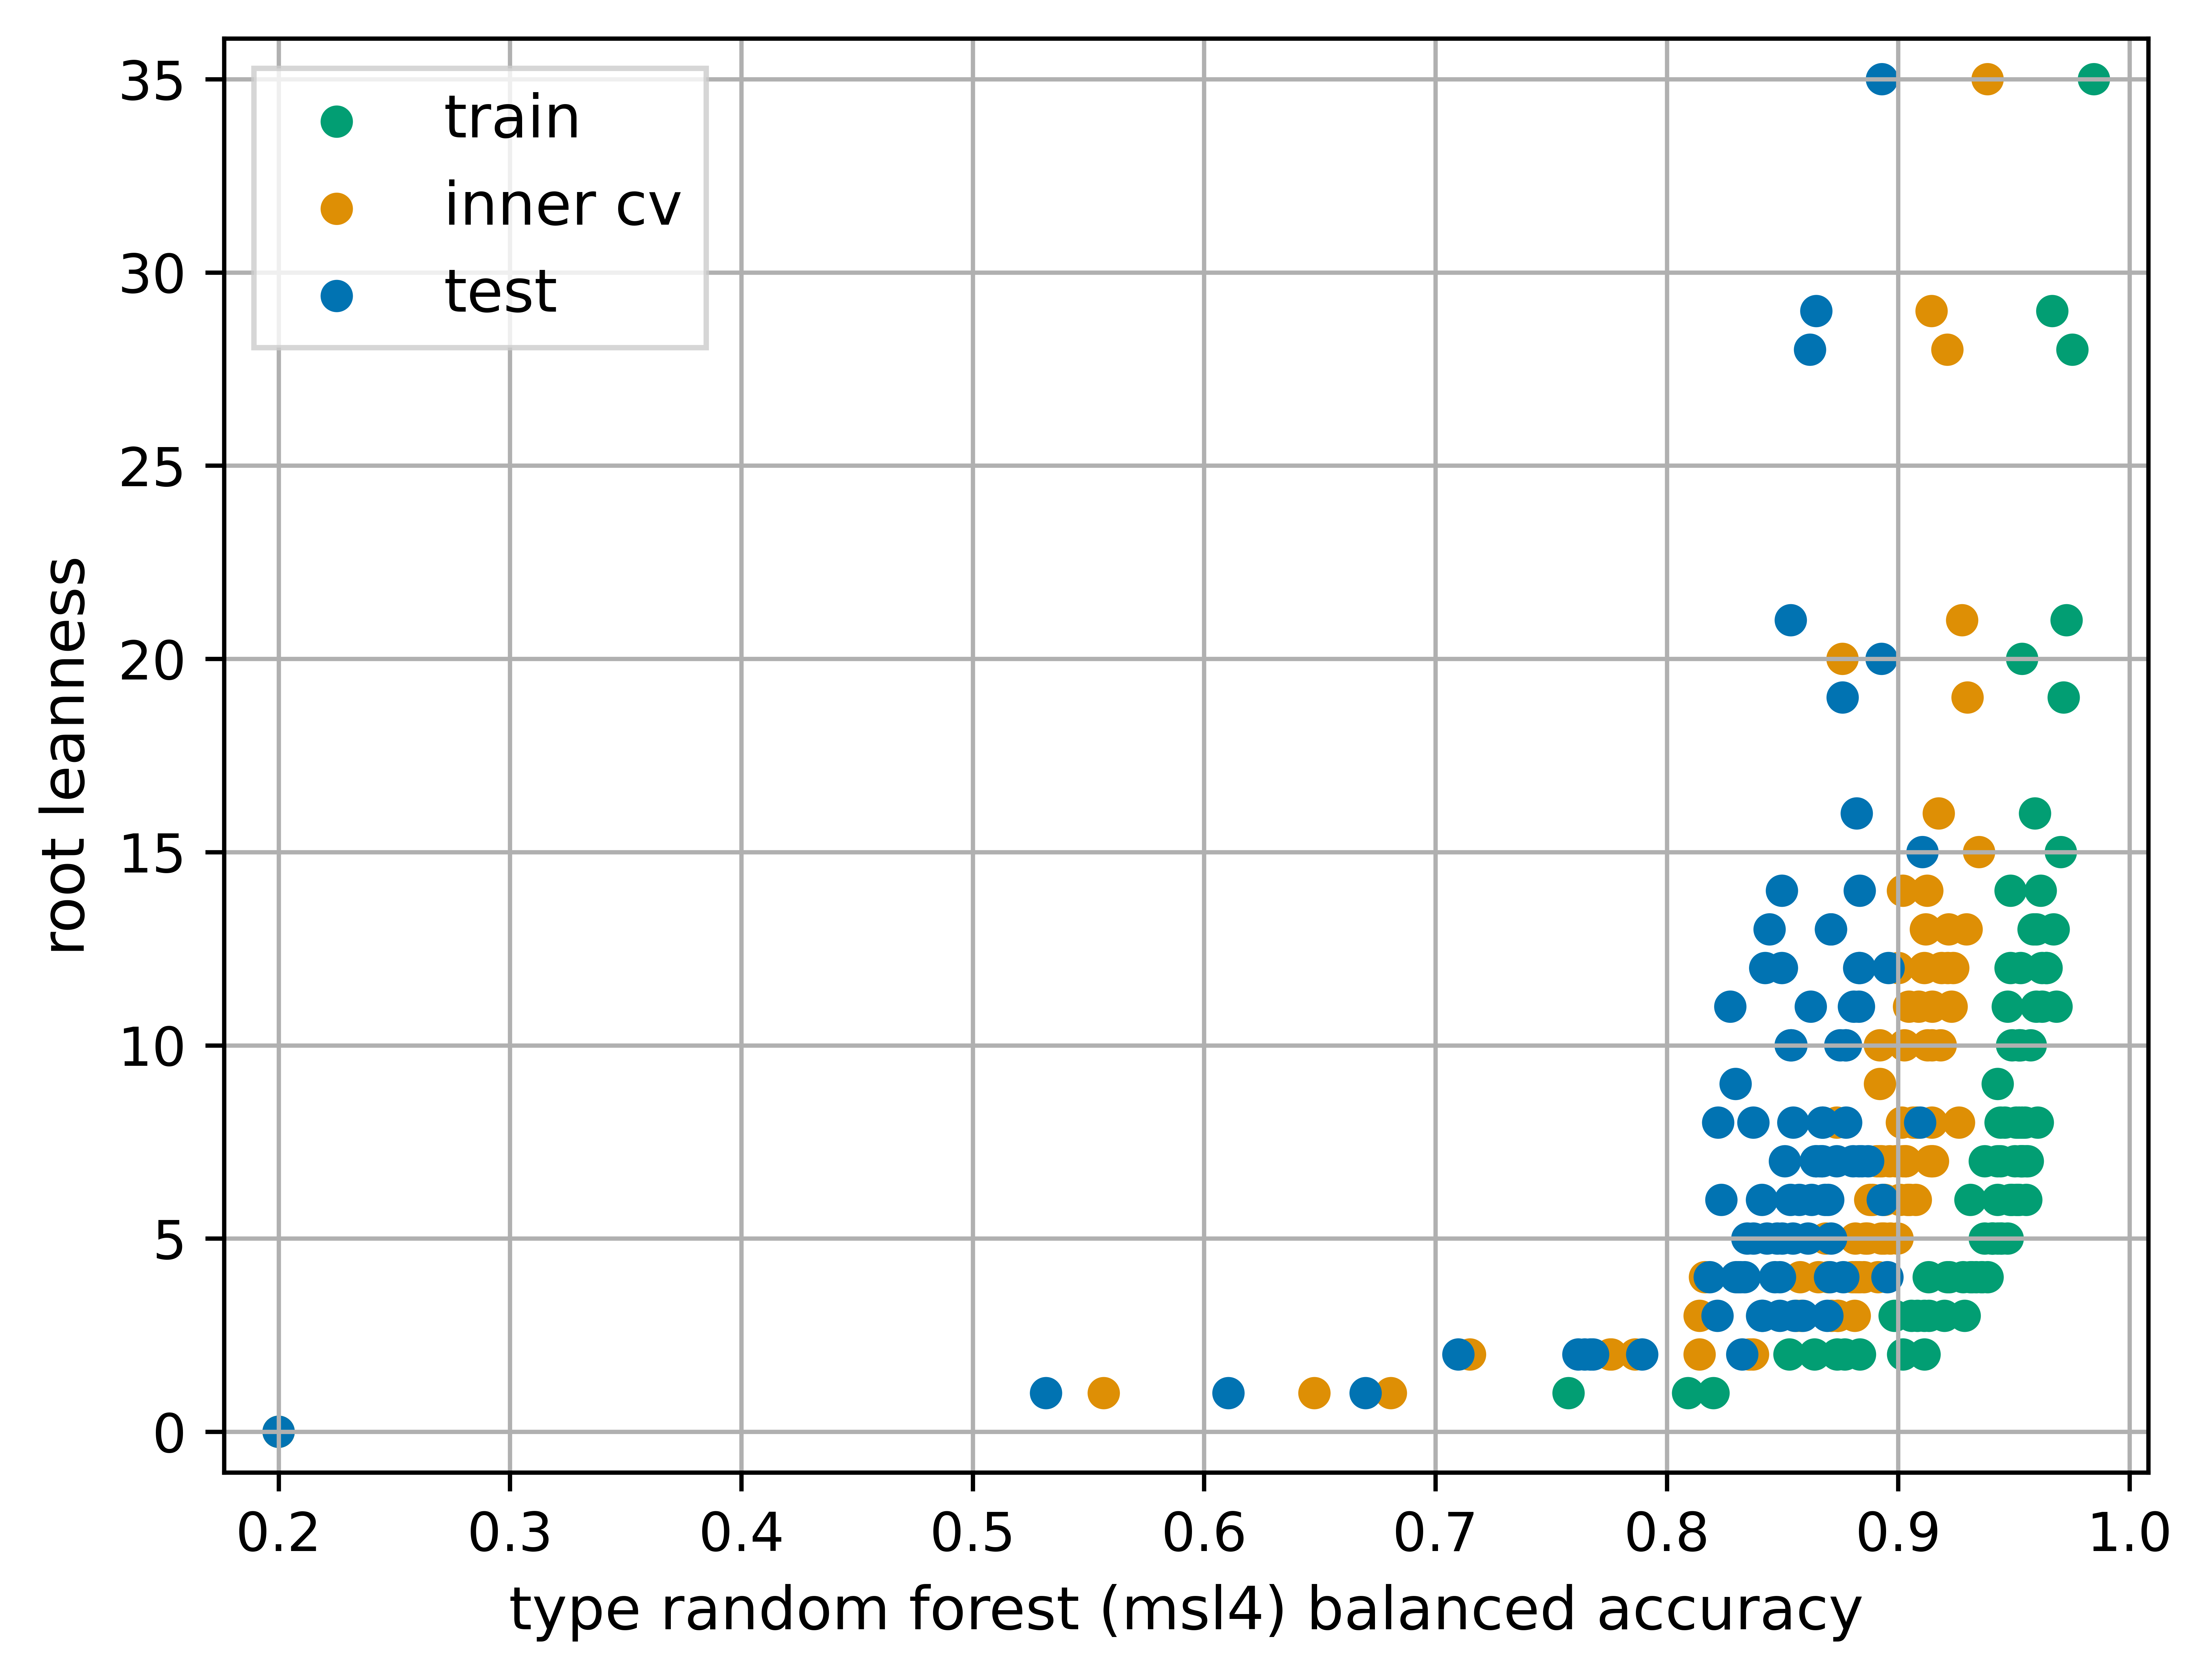 35
30
25
20
15
10
5
0
train
inner cv
test
root leanness
0.2 0.3 0.4 0.5 0.6 0.7 0.8 0.9 1.0
type random forest (msl4) balanced accuracy